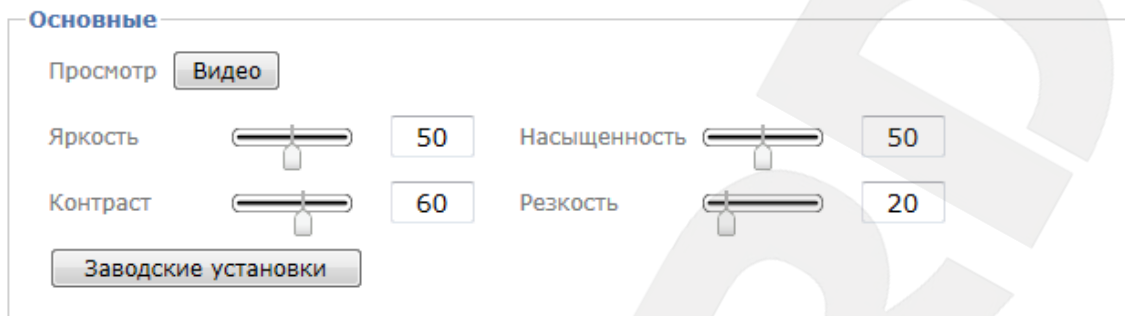 Основные
Просмотр Видео
Яркость 50 Насыщенность 50
Контраст 60 Резкость 20
Заводские установки